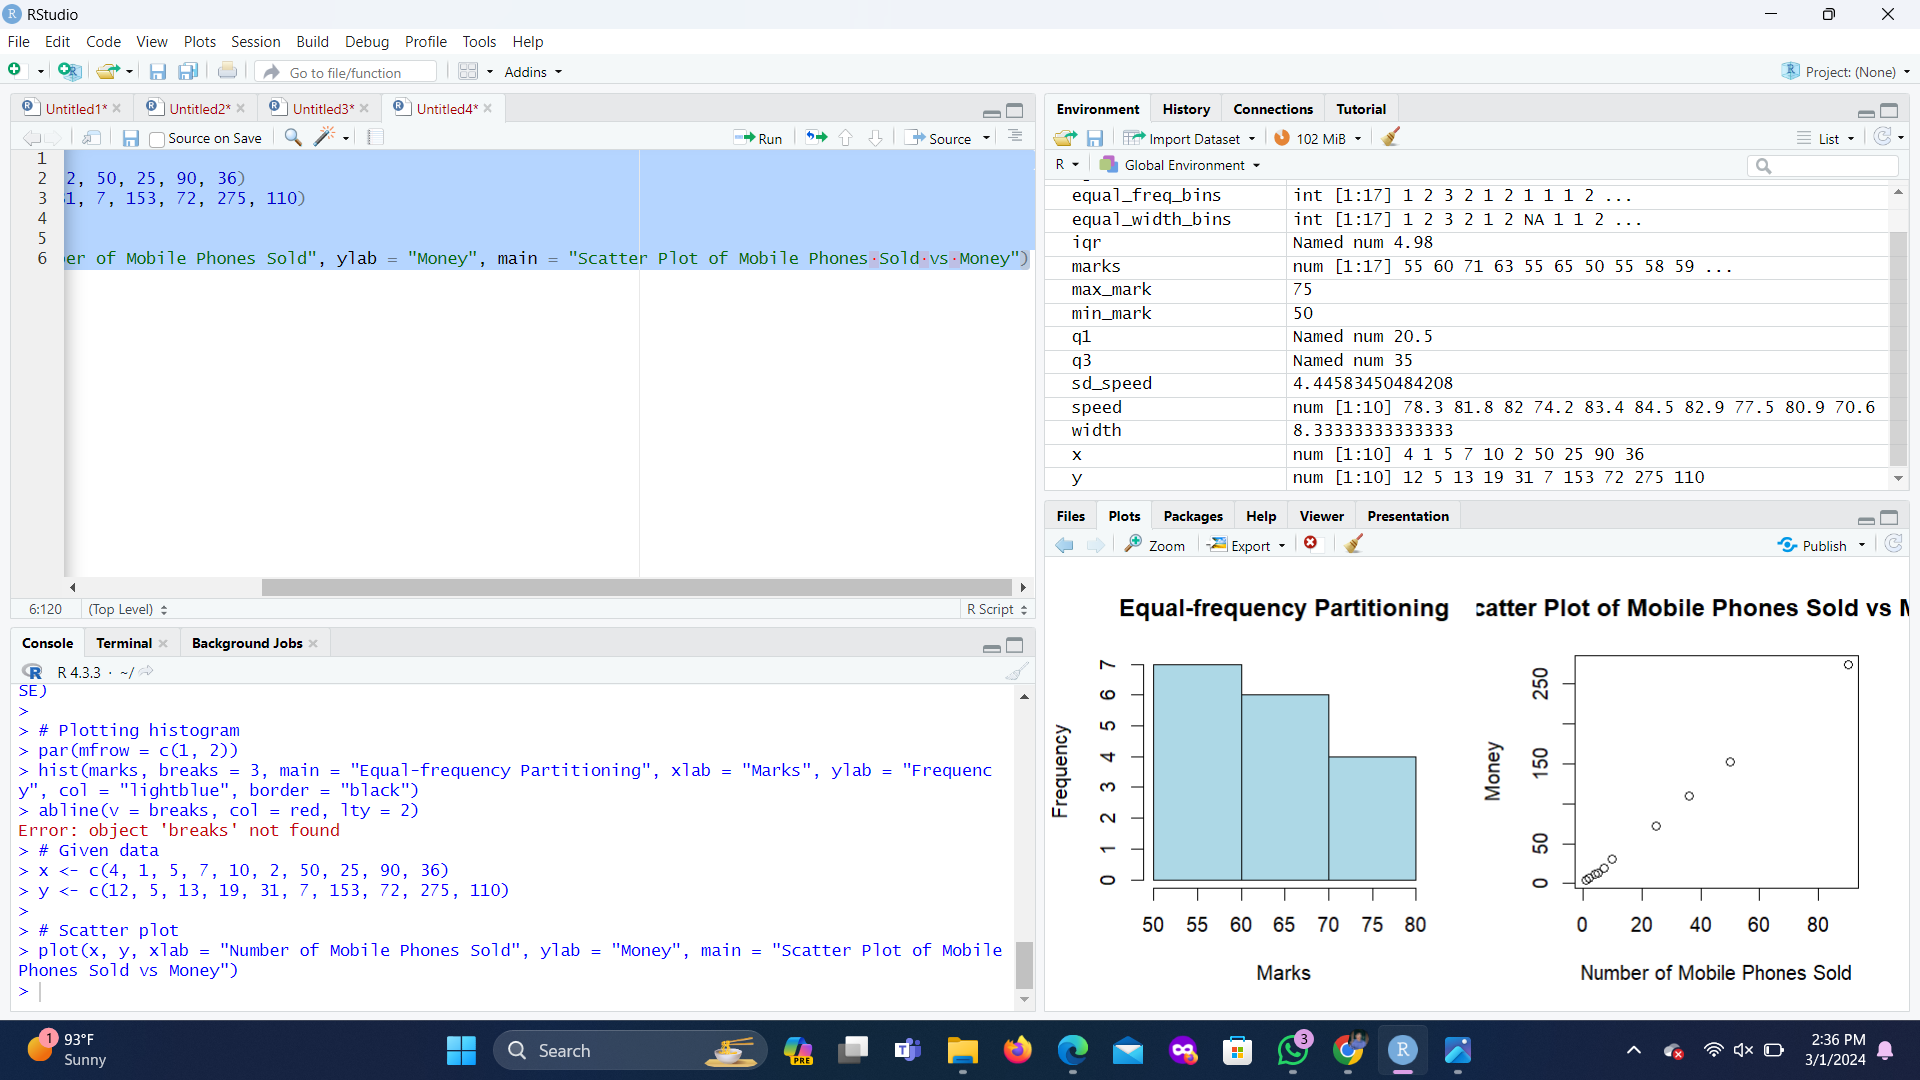 RStudio
File Edit Code View Plots Session Build Debug Profile Tools Help
Go to file/function Addins Project: (None)
Untitled1* Untitled2* Untitled3* Untitled4*
Source on Save Run Source
1
2 2, 50, 25, 90, 36)
3 1, 7, 153, 72, 275, 110)
4
5
6 er of Mobile Phones Sold", ylab = "Money", main = "Scatter Plot of Mobile Phones Sold vs Money")
6:120 (Top Level) R Script
Console Terminal Background Jobs
R 4.3.3 · ~/
SE)
>
> # Plotting histogram
> par(mfrow = c(1, 2))
> hist(marks, breaks = 3, main = "Equal-frequency Partitioning", xlab = "Marks", ylab = "Frequenc
y", col = "lightblue", border = "black")
> abline(v = breaks, col = red, lty = 2)
Error: object 'breaks' not found
> # Given data
> x <- c(4, 1, 5, 7, 10, 2, 50, 25, 90, 36)
> y <- c(12, 5, 13, 19, 31, 7, 153, 72, 275, 110)
>
> # Scatter plot
> plot(x, y, xlab = "Number of Mobile Phones Sold", ylab = "Money", main = "Scatter Plot of Mobile
Phones Sold vs Money")
>
Environment History Connections Tutorial
Import Dataset 102 MiB List
R Global Environment
equal_freq_bins int [1:17] 1 2 3 2 1 2 1 1 1 2 ...
equal_width_bins int [1:17] 1 2 3 2 1 2 NA 1 1 2 ...
iqr Named num 4.98
marks num [1:17] 55 60 71 63 55 65 50 55 58 59 ...
max_mark 75
min_mark 50
q1 Named num 20.5
q3 Named num 35
sd_speed 4.44583450484208
speed num [1:10] 78.3 81.8 82 74.2 83.4 84.5 82.9 77.5 80.9 70.6
width 8.33333333333333
x num [1:10] 4 1 5 7 10 2 50 25 90 36
y num [1:10] 12 5 13 19 31 7 153 72 275 110
Files Plots Packages Help Viewer Presentation
Zoom Export Publish
Equal-frequency Partitioning
Frequency
7
6
5
4
3
2
1
0
50 55 60 65 70 75 80
Marks
catter Plot of Mobile Phones Sold vs M
Money
250
150
50
0
0 20 40 60 80
Number of Mobile Phones Sold
1
93°F
Sunny
Search
PRE
3
2:36 PM
3/1/2024